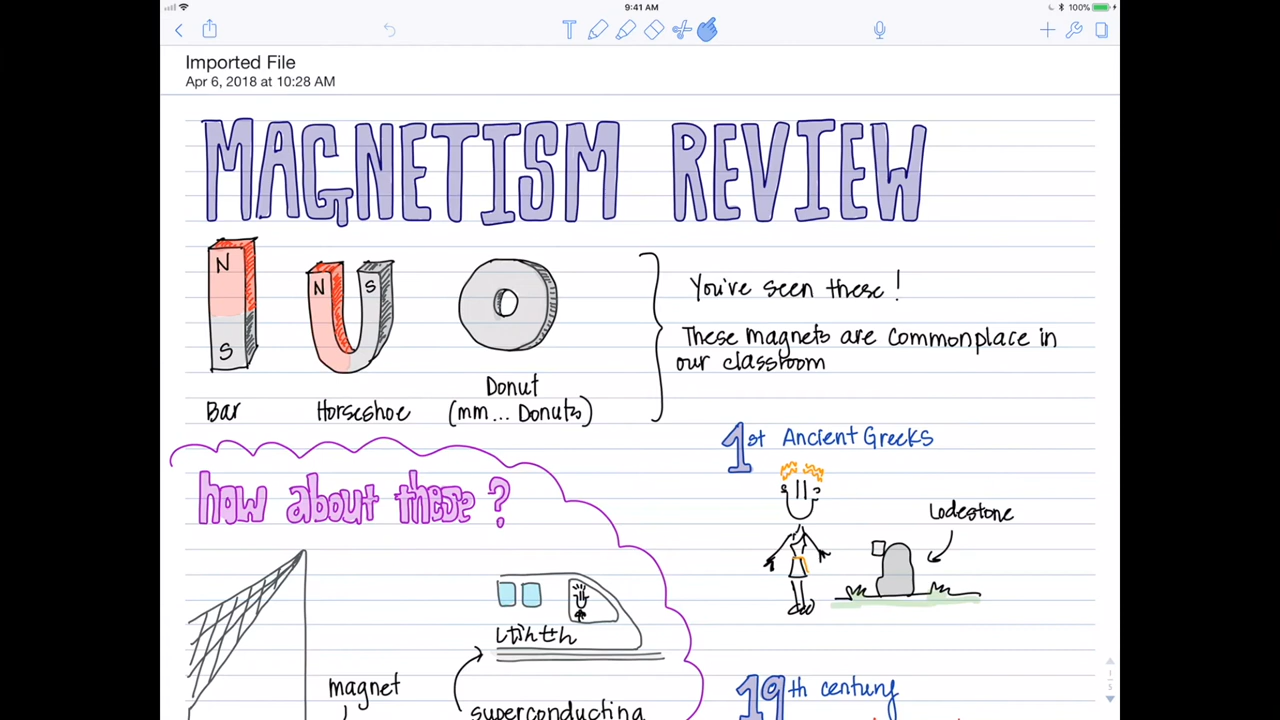 9:41 AM
100%
Imported File
Apr 6, 2018 at 10:28 AM
MAGNETISM REVIEW
N
S
N S
Bar
Horseshoe
Donut
(mm... Donuts)
You've seen these!
These magnets are commonplace in
our classroom
how about these?
magnet
superconducting
1st Ancient Greeks
Lodestone
19th century
1
5